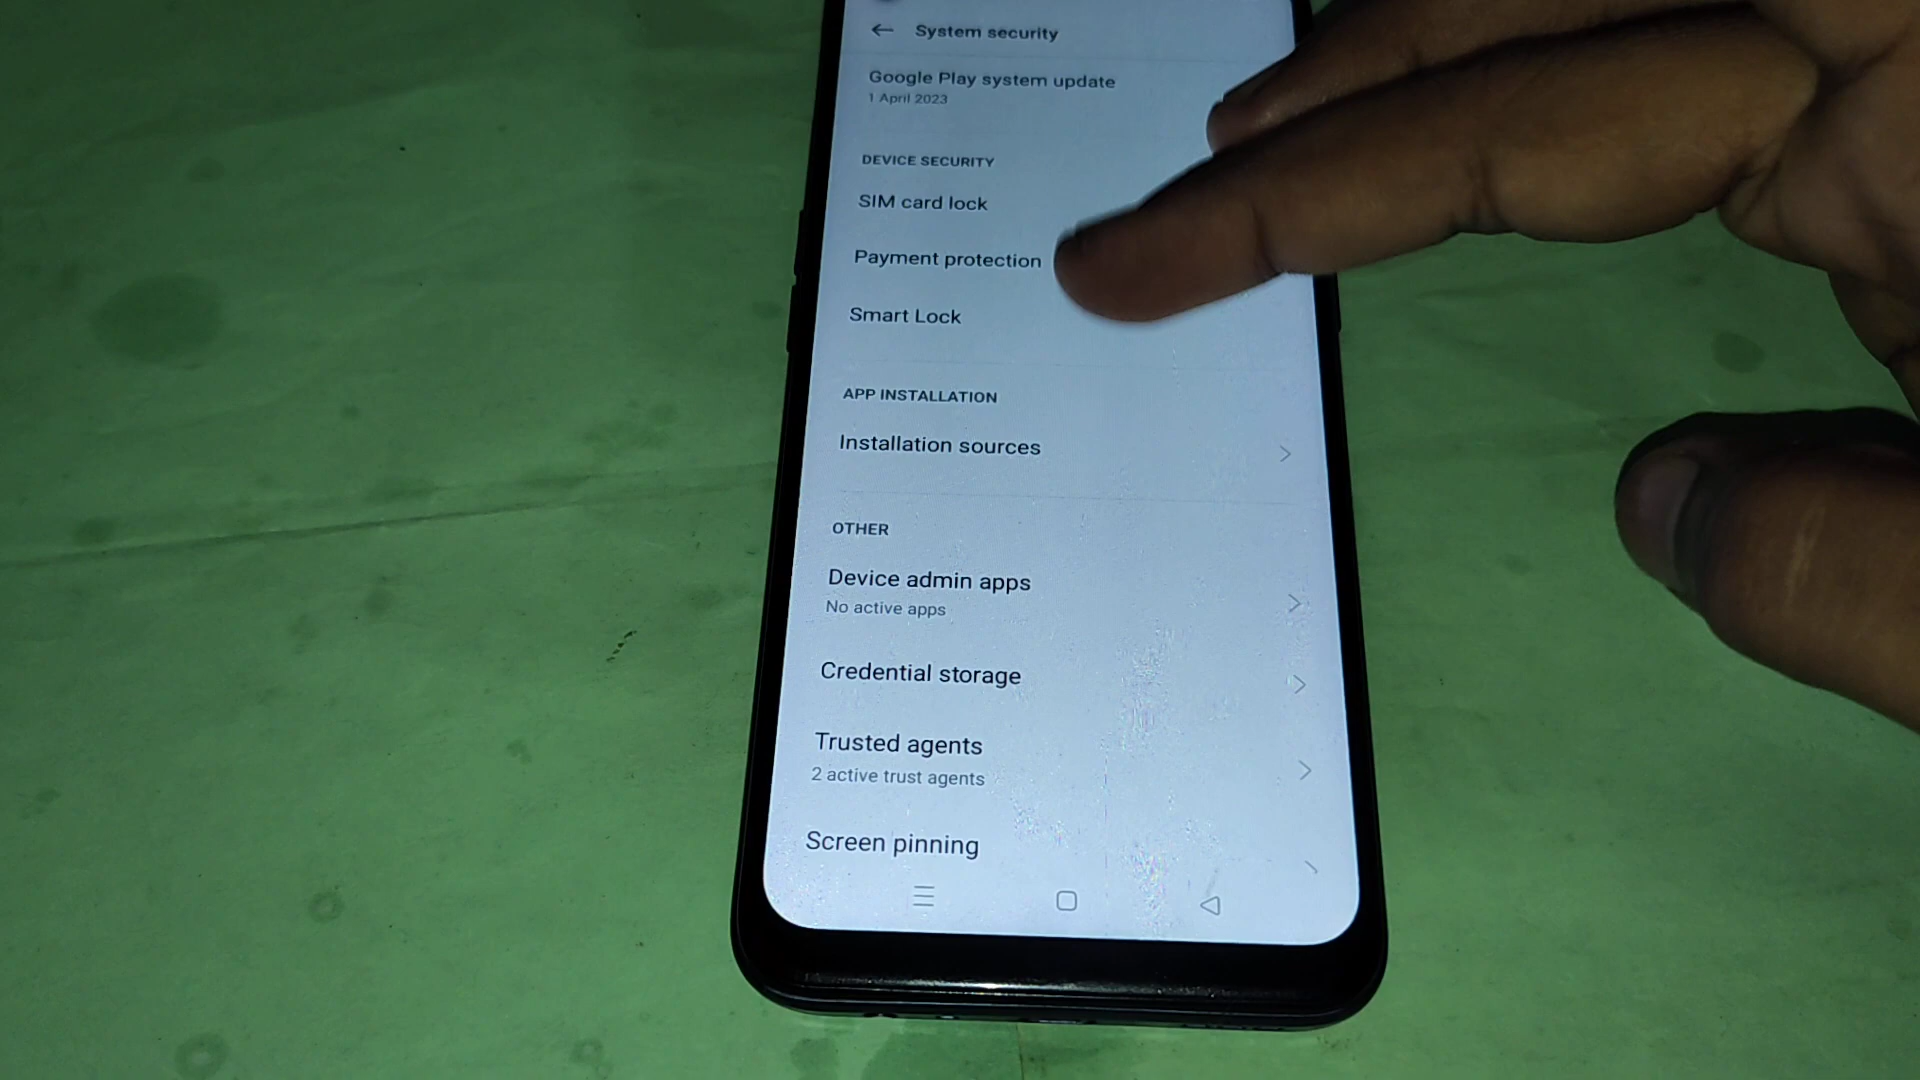 System security
Google Play system update
1 April 2023
DEVICE SECURITY
SIM card lock
Payment protection
Smart Lock
APP INSTALLATION
Installation sources
OTHER
Device admin apps
No active apps
Credential storage
Trusted agents
2 active trust agents
Screen pinning